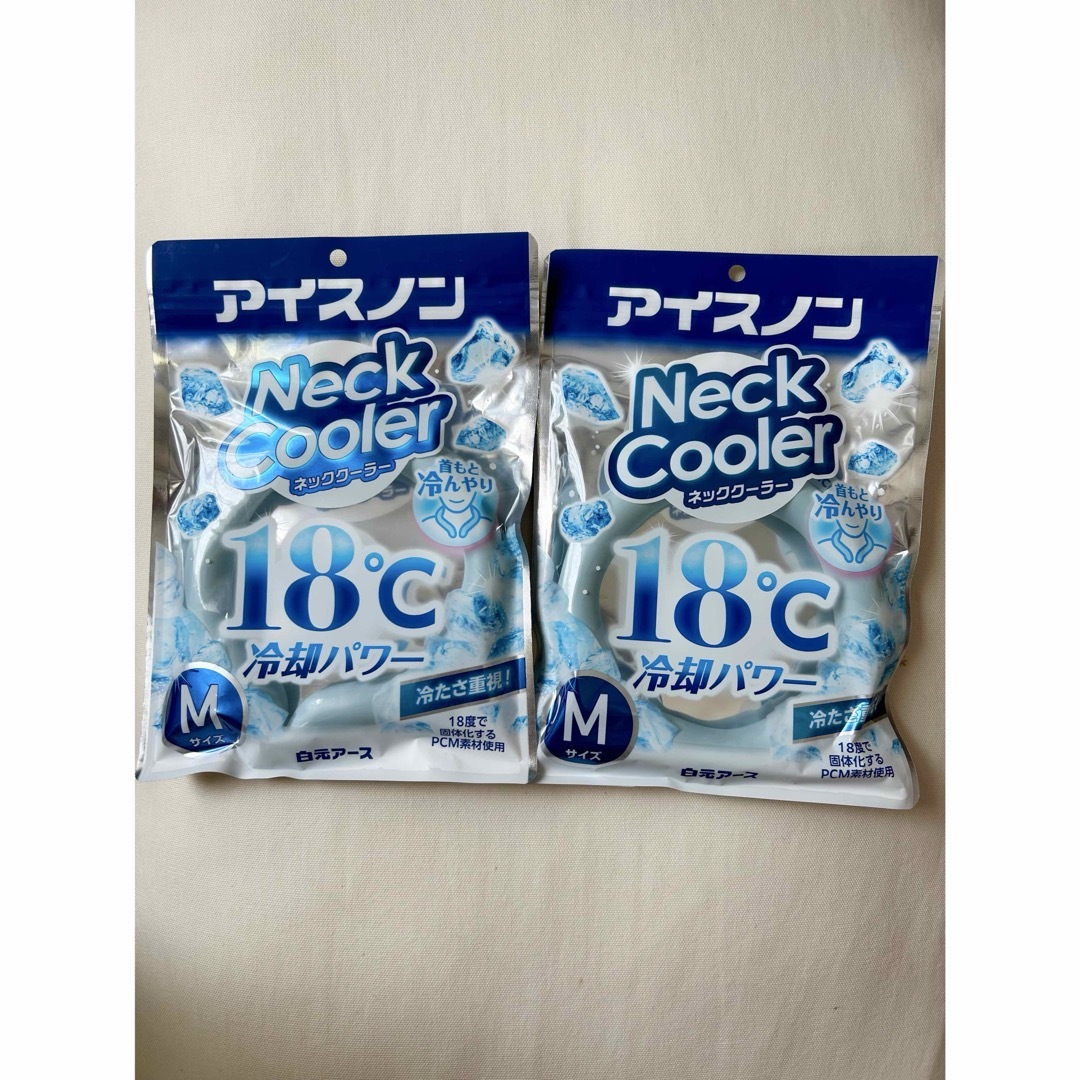 アイスノン
Neck
Cooler
ネッククーラー
首もと
冷んやり
18℃
冷却パワー
冷たさ重視!
M
サイズ
18度で
固体化する
PCM素材使用
白元アース
アイスノン
Neck
Cooler
ネッククーラー
首もと
冷んやり
18℃
冷却パワー
冷たさ重
M
サイズ
18度で
固体化する
PCM素材使用
白元アース